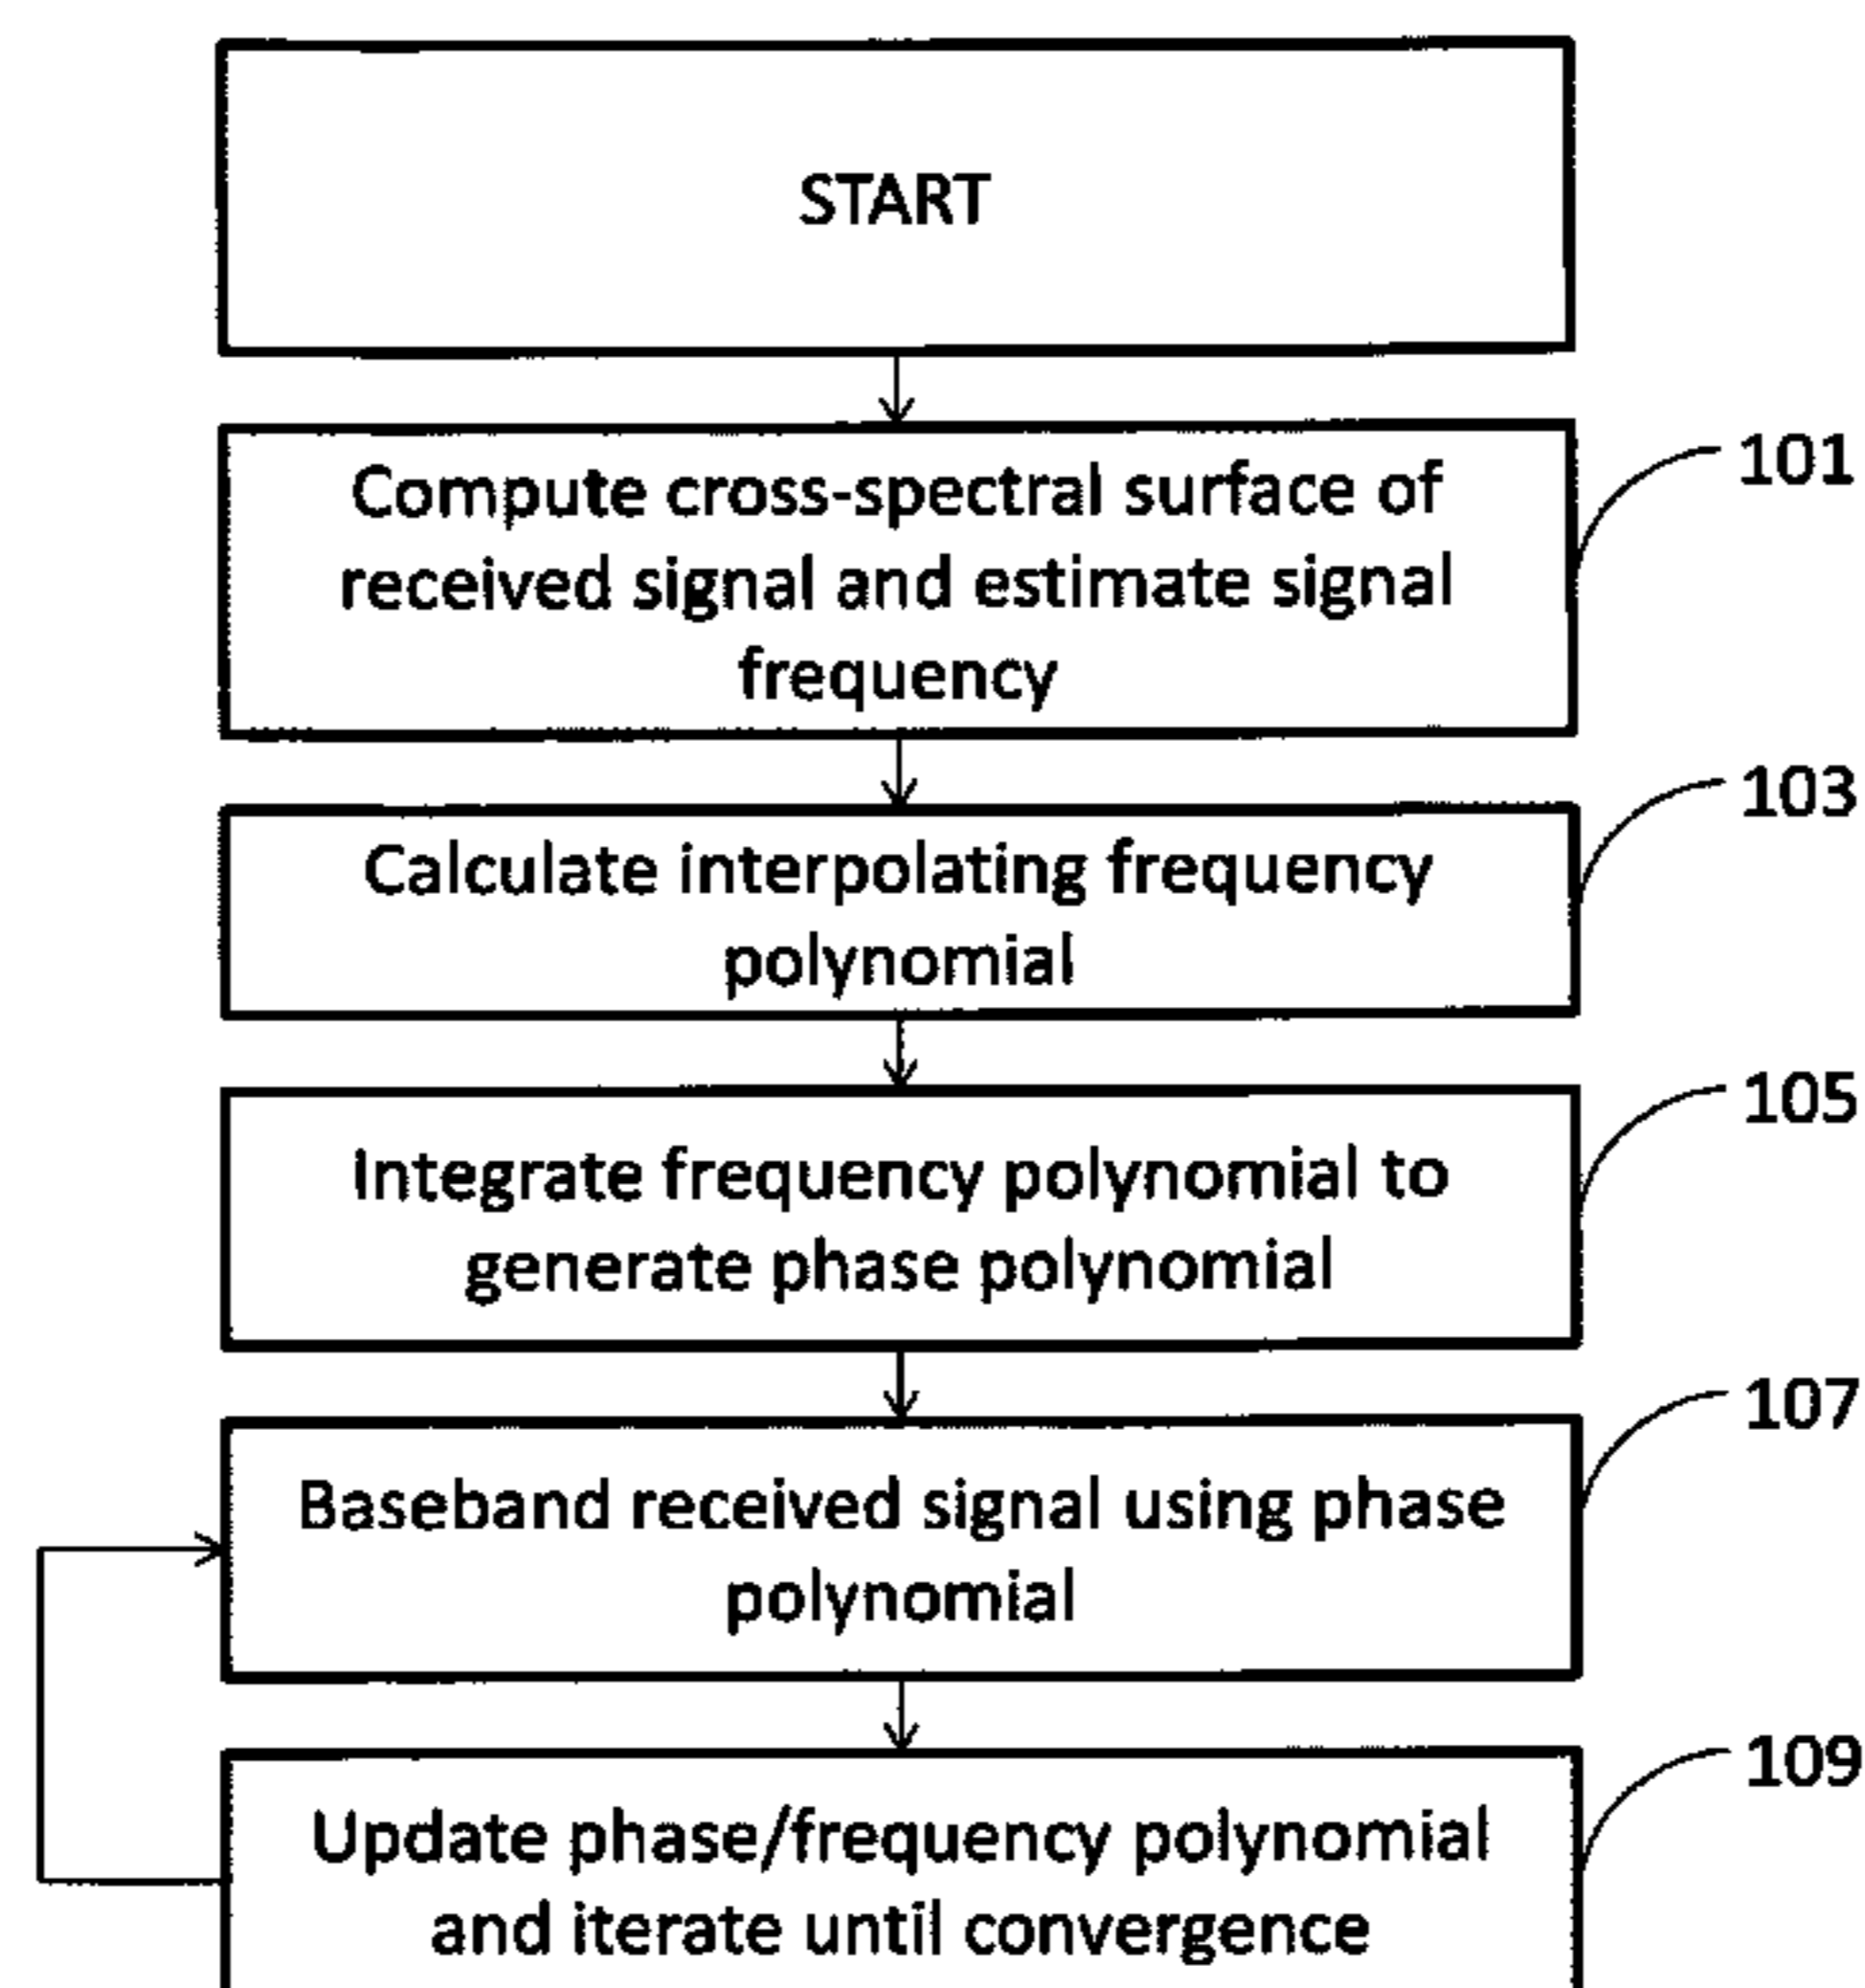 START
Compute cross-spectral surface of
received signal and estimate signal
frequency
101
Calculate interpolating frequency
polynomial
103
Integrate frequency polynomial to
generate phase polynomial
105
Baseband received signal using phase
polynomial
107
Update phase/frequency polynomial
and iterate until convergence
109